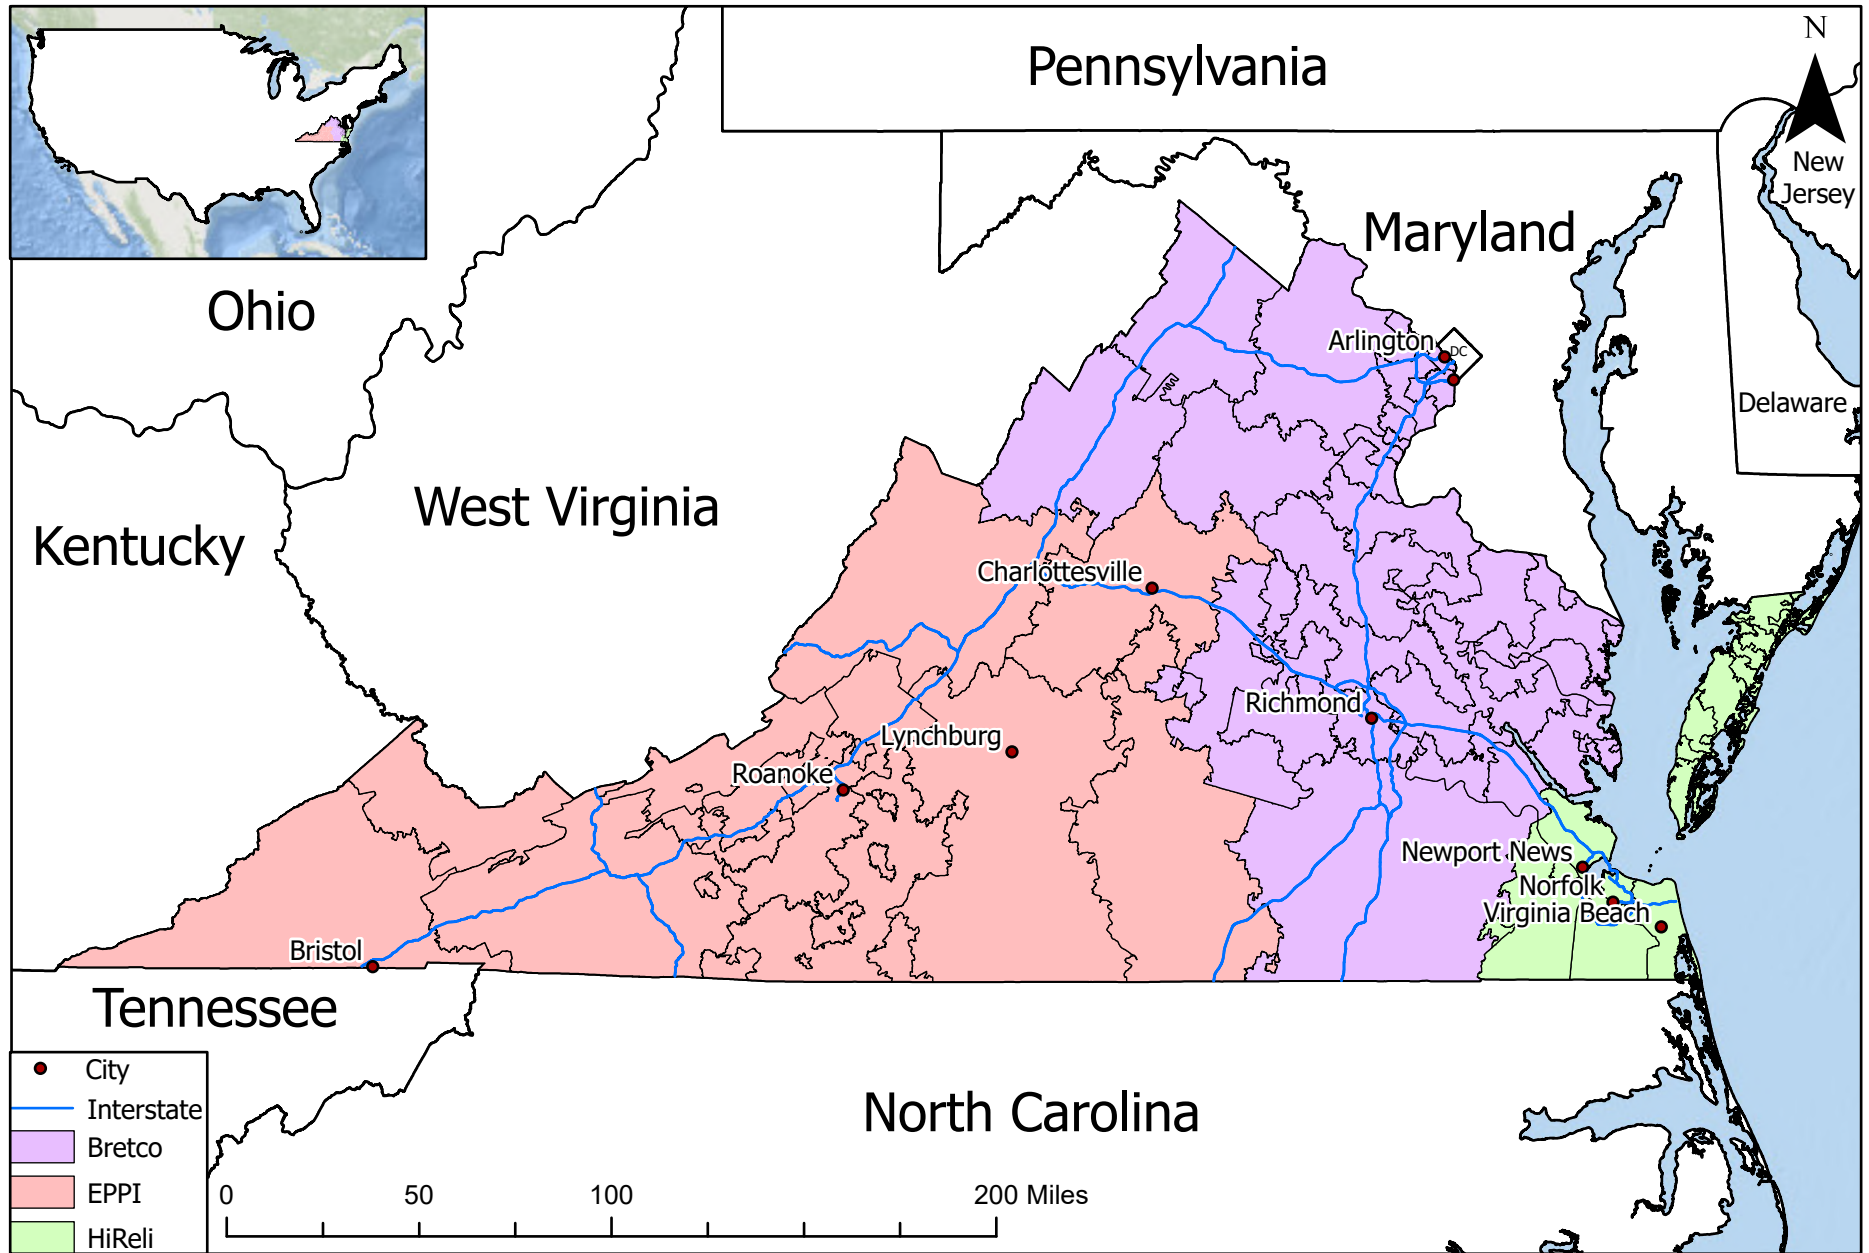 N
Pennsylvania
New
Jersey
Maryland
Ohio
Arlington
DC
Delaware
West Virginia
Kentucky
Charlottesville
Richmond
Lynchburg
Roanoke
Newport News
Norfolk
Virginia Beach
Bristol
Tennessee
North Carolina
City
Interstate
Bretco
EPPI
HiReli
0 50 100 200 Miles